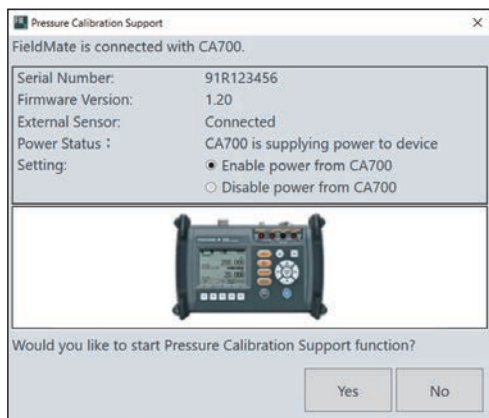 Pressure Calibration Support
FieldMate is connected with CA700.
Serial Number: 91R123456
Firmware Version: 1.20
External Sensor: Connected
Power Status： CA700 is supplying power to device
Setting: Enable power from CA700
Disable power from CA700
Would you like to start Pressure Calibration Support function?
Yes No